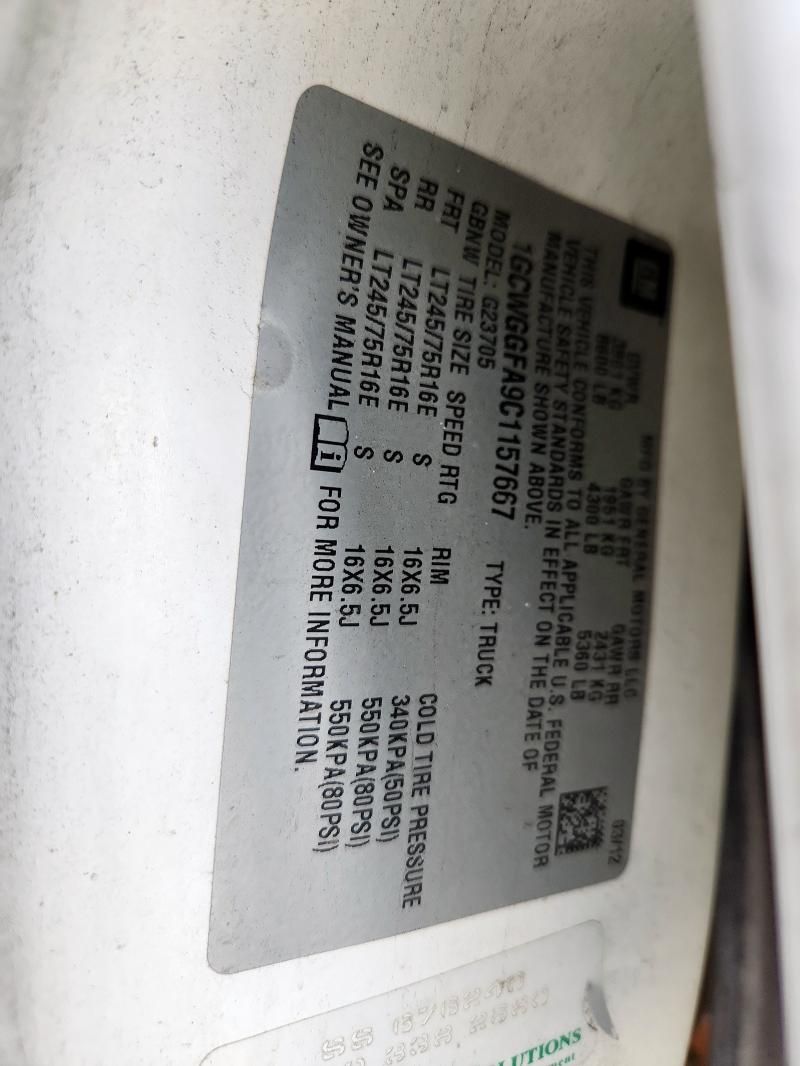 GM
MFD BY GENERAL MOTORS LLC
03/12
GVWR GAWR FRT GAWR RR
1951 KG 2431 KG
8600 LB 4300 LB 5360 LB
THIS VEHICLE CONFORMS TO ALL APPLICABLE U.S. FEDERAL MOTOR
VEHICLE SAFETY STANDARDS IN EFFECT ON THE DATE OF
MANUFACTURE SHOWN ABOVE.
1GCWGGFA9C1157667 TYPE: TRUCK
MODEL: G23705
GBNW TIRE SIZE SPEED RTG RIM COLD TIRE PRESSURE
FRT LT245/75R16E S 16X6.5J 340KPA(50PSI)
RR LT245/75R16E S 16X6.5J 550KPA(80PSI)
SPA LT245/75R16E S 16X6.5J 550KPA(80PSI)
SEE OWNER'S MANUAL i FOR MORE INFORMATION.
LUTIONS